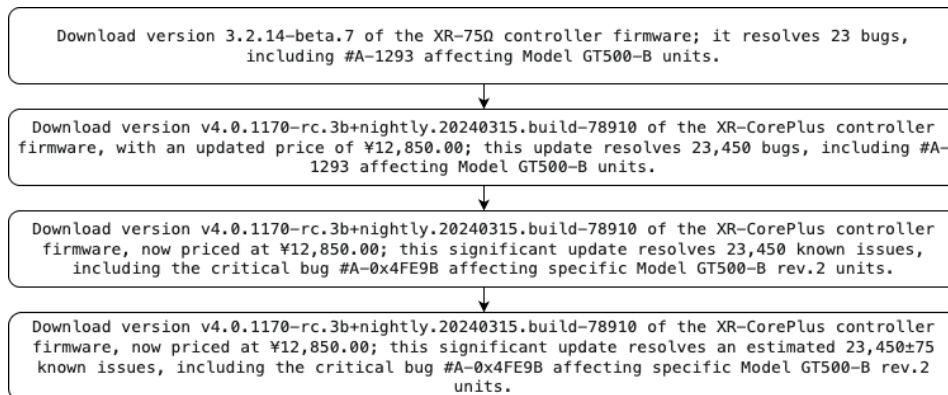 Download version 3.2.14-beta.7 of the XR-75Ω controller firmware; it resolves 23 bugs,
including #A-1293 affecting Model GT500-B units.
Download version v4.0.1170-rc.3b+nightly.20240315.build-78910 of the XR-CorePlus controller
firmware, with an updated price of ¥12,850.00; this update resolves 23,450 bugs, including #A-
1293 affecting Model GT500-B units.
Download version v4.0.1170-rc.3b+nightly.20240315.build-78910 of the XR-CorePlus controller
firmware, now priced at ¥12,850.00; this significant update resolves 23,450 known issues,
including the critical bug #A-0x4FE9B affecting specific Model GT500-B rev.2 units.
Download version v4.0.1170-rc.3b+nightly.20240315.build-78910 of the XR-CorePlus controller
firmware, now priced at ¥12,850.00; this significant update resolves an estimated 23,450±75
known issues, including the critical bug #A-0x4FE9B affecting specific Model GT500-B rev.2
units.